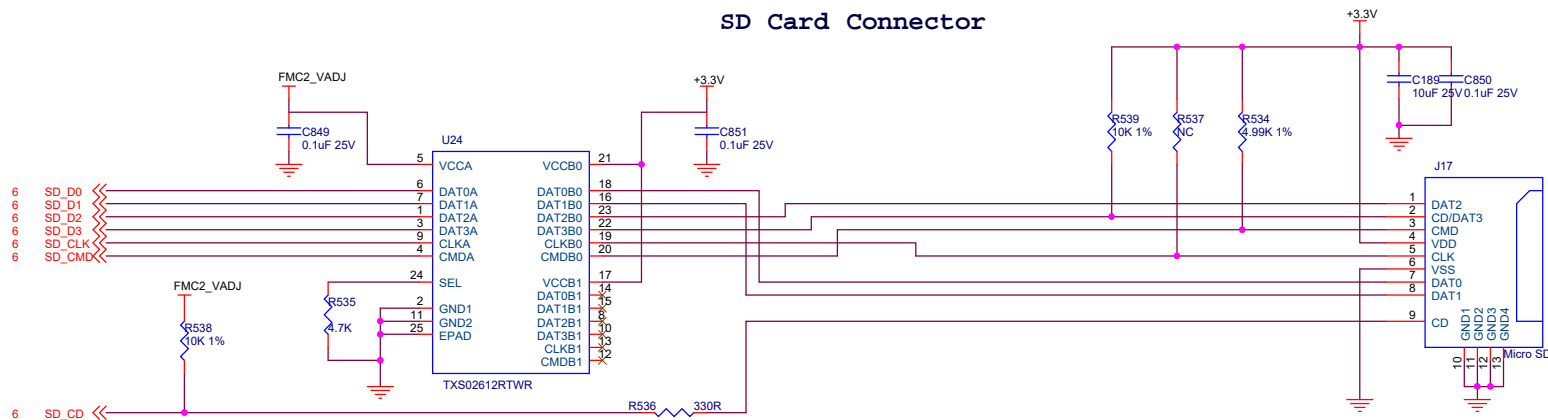 SD Card Connector
+3.3V
FMC2_VADJ
+3.3V
C849
0.1uF 25V
C851
0.1uF 25V
C189
10uF 25V
C850
0.1uF 25V
R539
10K 1%
R537
NC
R534
4.99K 1%
U24
J17
5 VCCA
VCCB0 21
6 SD_D0
6 DAT0A
DAT0B0 18
6 SD_D1
7 DAT1A
DAT1B0 16
6 SD_D2
1 DAT2A
DAT2B0 23
6 SD_D3
3 DAT3A
DAT3B0 22
6 SD_CLK
9 CLKA
CLKB0 19
6 SD_CMD
4 CMDA
CMDB0 20
24 SEL
VCCB1 17
DAT0B1 14
2 GND1
DAT1B1 15
11 GND2
DAT2B1 8
25 EPAD
DAT3B1 10
CLKB1 13
CMDB1 12
TXS02612RTWR
1 DAT2
2 CD/DAT3
3 CMD
4 VDD
5 CLK
6 VSS
7 DAT0
8 DAT1
9 CD
GND1
GND2
GND3
GND4
10
11
12
13
Micro SD
FMC2_VADJ
R538
10K 1%
R535
4.7K
6 SD_CD
R536 330R